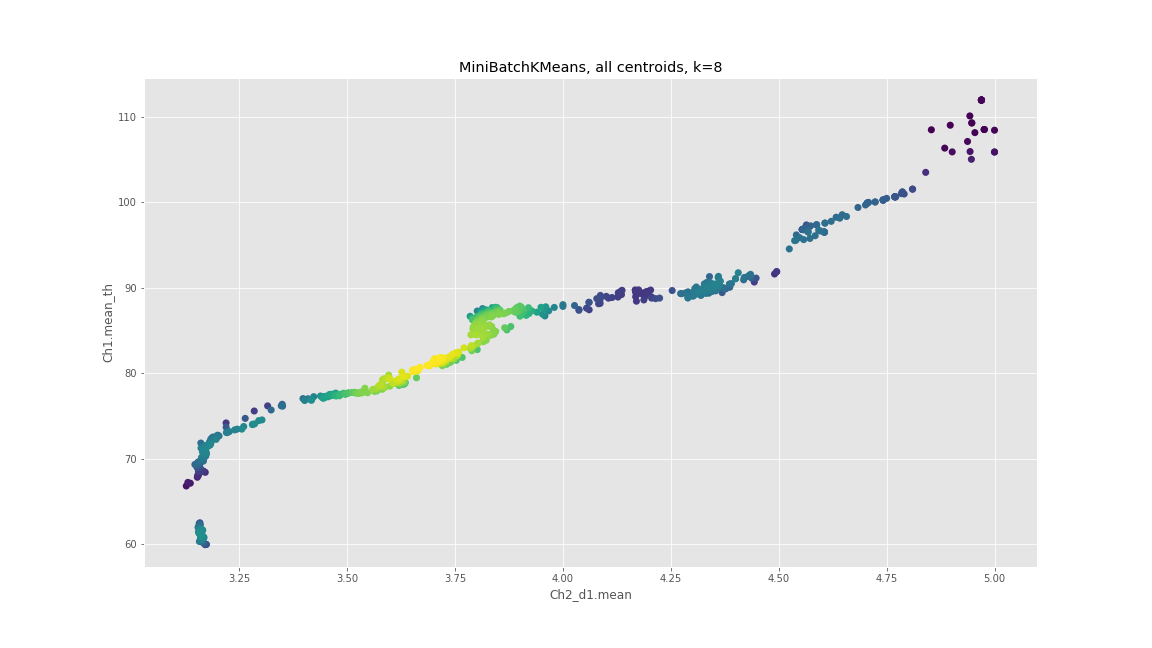 MiniBatchKMeans, all centroids, k=8
Ch1.mean_th
110
100
90
80
70
60
3.25 3.50 3.75 4.00 4.25 4.50 4.75 5.00
Ch2_d1.mean